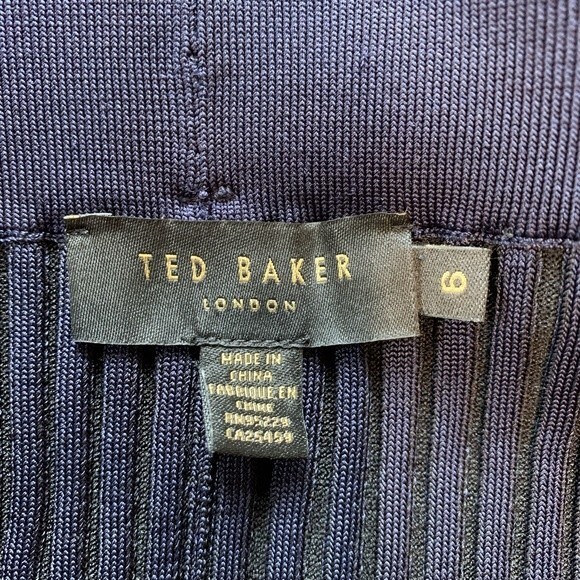 TED BAKER
LONDON
6
MADE IN
CHINA
FABRIQUE EN
CHINE
RN95229
CA25459